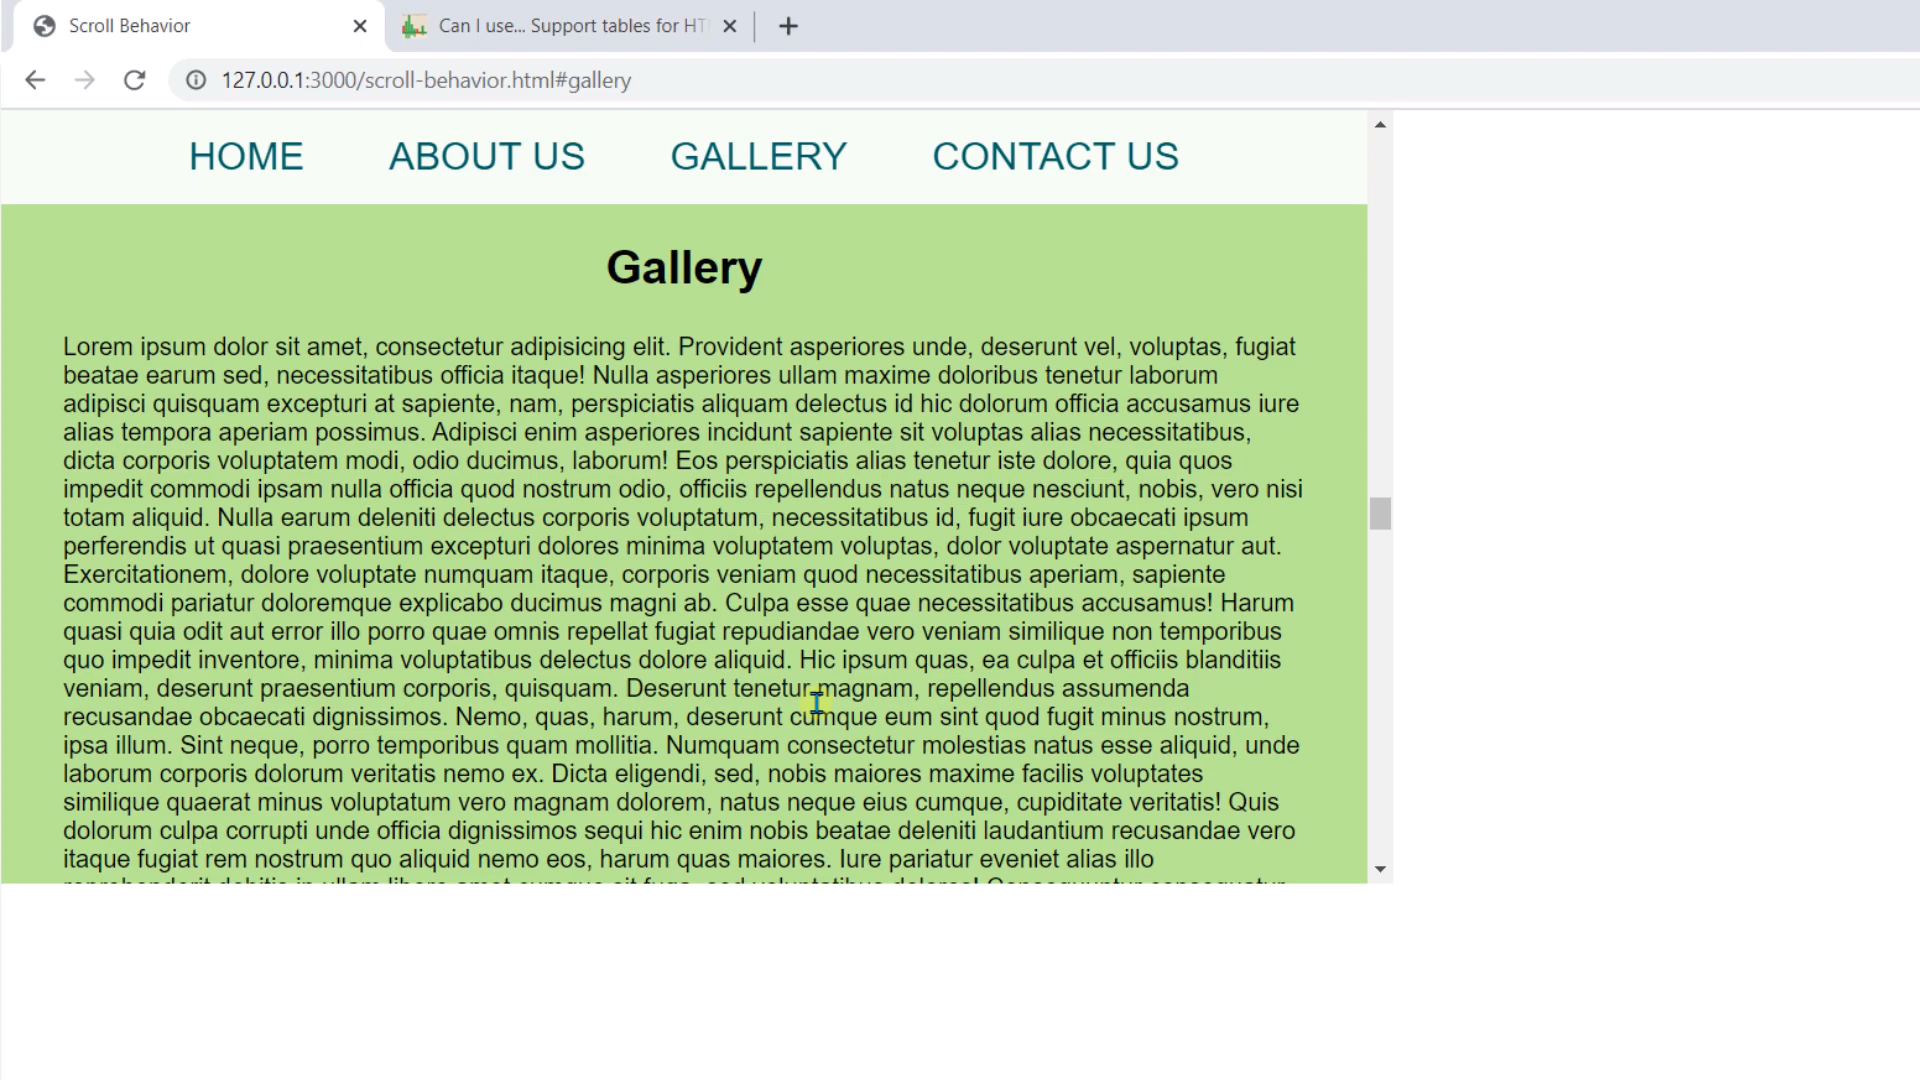 Scroll Behavior
Can I use... Support tables for HT
127.0.0.1:3000/scroll-behavior.html#gallery
HOME ABOUT US GALLERY CONTACT US
Gallery
Lorem ipsum dolor sit amet, consectetur adipisicing elit. Provident asperiores unde, deserunt vel, voluptas, fugiat
beatae earum sed, necessitatibus officia itaque! Nulla asperiores ullam maxime doloribus tenetur laborum
adipisci quisquam excepturi at sapiente, nam, perspiciatis aliquam delectus id hic dolorum officia accusamus iure
alias tempora aperiam possimus. Adipisci enim asperiores incidunt sapiente sit voluptas alias necessitatibus,
dicta corporis voluptatem modi, odio ducimus, laborum! Eos perspiciatis alias tenetur iste dolore, quia quos
impedit commodi ipsam nulla officia quod nostrum odio, officiis repellendus natus neque nesciunt, nobis, vero nisi
totam aliquid. Nulla earum deleniti delectus corporis voluptatum, necessitatibus id, fugit iure obcaecati ipsum
perferendis ut quasi praesentium excepturi dolores minima voluptatem voluptas, dolor voluptate aspernatur aut.
Exercitationem, dolore voluptate numquam itaque, corporis veniam quod necessitatibus aperiam, sapiente
commodi pariatur doloremque explicabo ducimus magni ab. Culpa esse quae necessitatibus accusamus! Harum
quasi quia odit aut error illo porro quae omnis repellat fugiat repudiandae vero veniam similique non temporibus
quo impedit inventore, minima voluptatibus delectus dolore aliquid. Hic ipsum quas, ea culpa et officiis blanditiis
veniam, deserunt praesentium corporis, quisquam. Deserunt tenetur magnam, repellendus assumenda
recusandae obcaecati dignissimos. Nemo, quas, harum, deserunt cumque eum sint quod fugit minus nostrum,
ipsa illum. Sint neque, porro temporibus quam mollitia. Numquam consectetur molestias natus esse aliquid, unde
laborum corporis dolorum veritatis nemo ex. Dicta eligendi, sed, nobis maiores maxime facilis voluptates
similique quaerat minus voluptatum vero magnam dolorem, natus neque eius cumque, cupiditate veritatis! Quis
dolorum culpa corrupti unde officia dignissimos sequi hic enim nobis beatae deleniti laudantium recusandae vero
itaque fugiat rem nostrum quo aliquid nemo eos, harum quas maiores. Iure pariatur eveniet alias illo